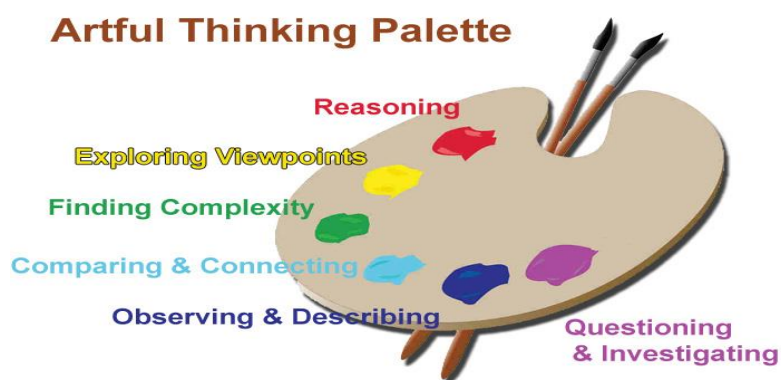 Artful Thinking Palette
Reasoning
Exploring Viewpoints
Finding Complexity
Comparing & Connecting
Observing & Describing
Questioning
& Investigating